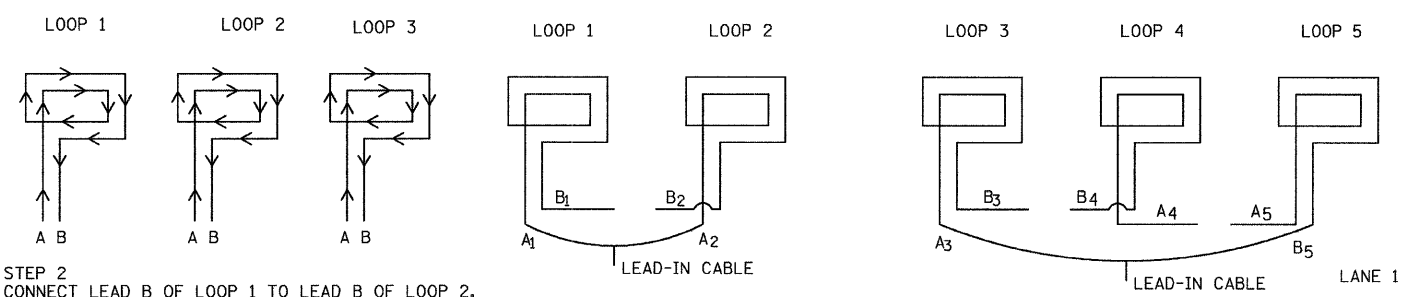 LOOP 1 LOOP 2 LOOP 3 LOOP 1 LOOP 2 LOOP 3 LOOP 4 LOOP 5
B1 B2 B3 B4 A4 A5
A B A B A B A1 A2 A3 B5
LEAD-IN CABLE LEAD-IN CABLE LANE 1
STEP 2
CONNECT LEAD B OF LOOP 1 TO LEAD B OF LOOP 2.